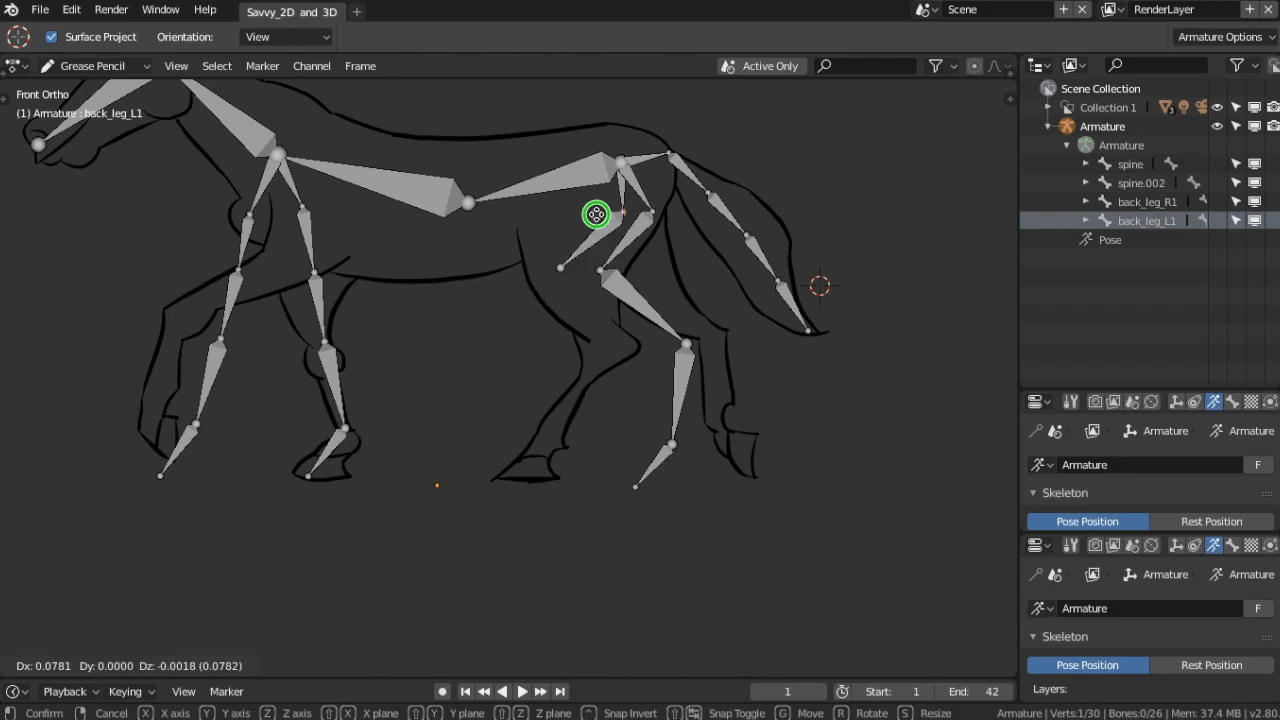 File Edit Render Window Help Savvy_2D and 3D Scene RenderLayer
Surface Project Orientation: View Armature Options
Grease Pencil View Select Marker Channel Frame Active Only
Front Ortho
(1) Armature : back_leg_L1
Scene Collection
Collection 1 3
Armature
Armature
spine
spine.002
back_leg_R1
back_leg_L1
Pose
Armature Armature
Armature F
Skeleton
Pose Position Rest Position
Armature Armature
Armature F
Skeleton
Pose Position Rest Position
Layers:
Dx: 0.0781 Dy: 0.0000 Dz: -0.0018 (0.0782)
Playback Keying View Marker 1 Start: 1 End: 42
Confirm Cancel X X axis Y Y axis Z Z axis X X plane Y Y plane Z Z plane ^ Snap Invert Snap Toggle G Move R Rotate S Resize Armature | Verts:1/30 | Bones:0/26 | Mem: 37.4 MB | v2.80